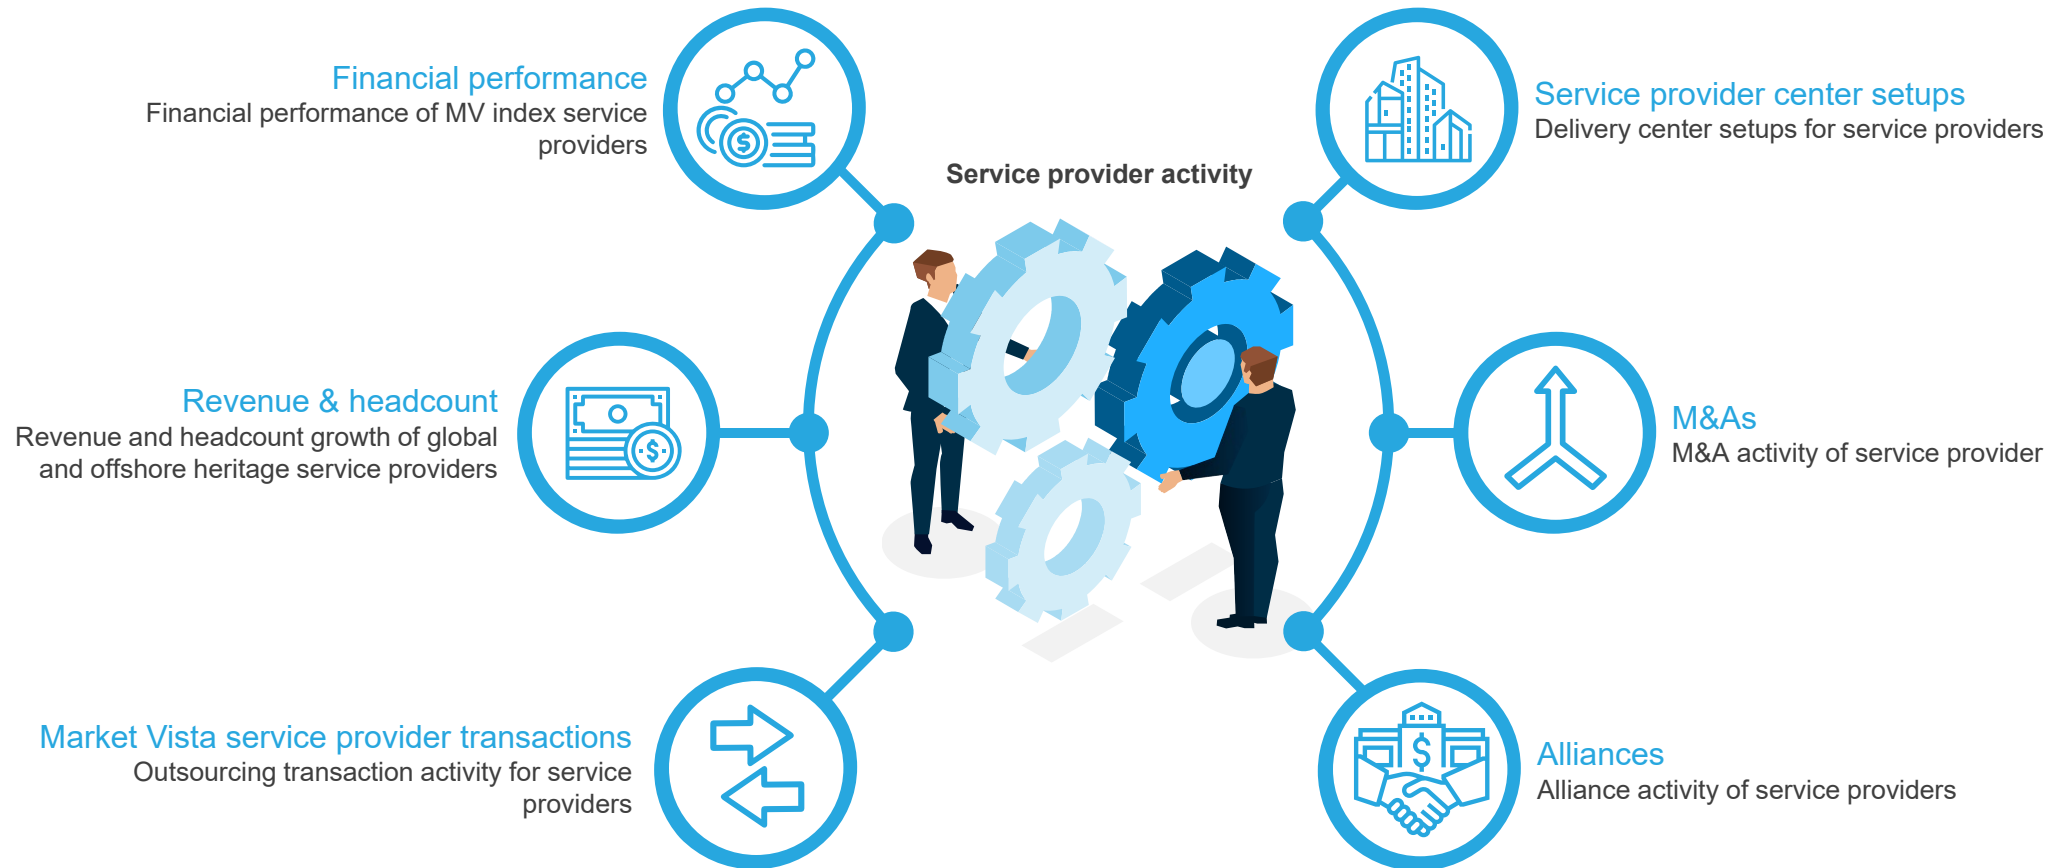 Financial performance
Financial performance of MV index service
providers
Service provider center setups
Delivery center setups for service providers
Service provider activity
Revenue & headcount
Revenue and headcount growth of global
and offshore heritage service providers
M&As
M&A activity of service provider
Market Vista service provider transactions
Outsourcing transaction activity for service
providers
Alliances
Alliance activity of service providers